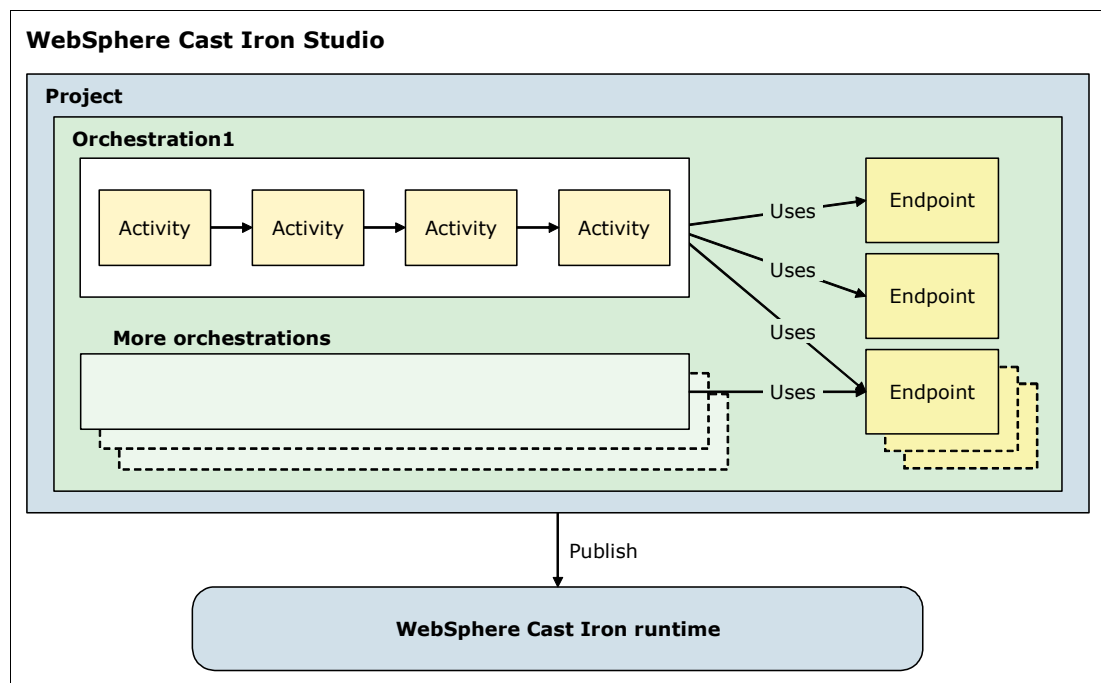 WebSphere Cast Iron Studio
Project
Orchestration1
Activity
Activity
Activity
Activity
Uses
Endpoint
Uses
Endpoint
More orchestrations
Uses
Uses
Endpoint
Publish
WebSphere Cast Iron runtime